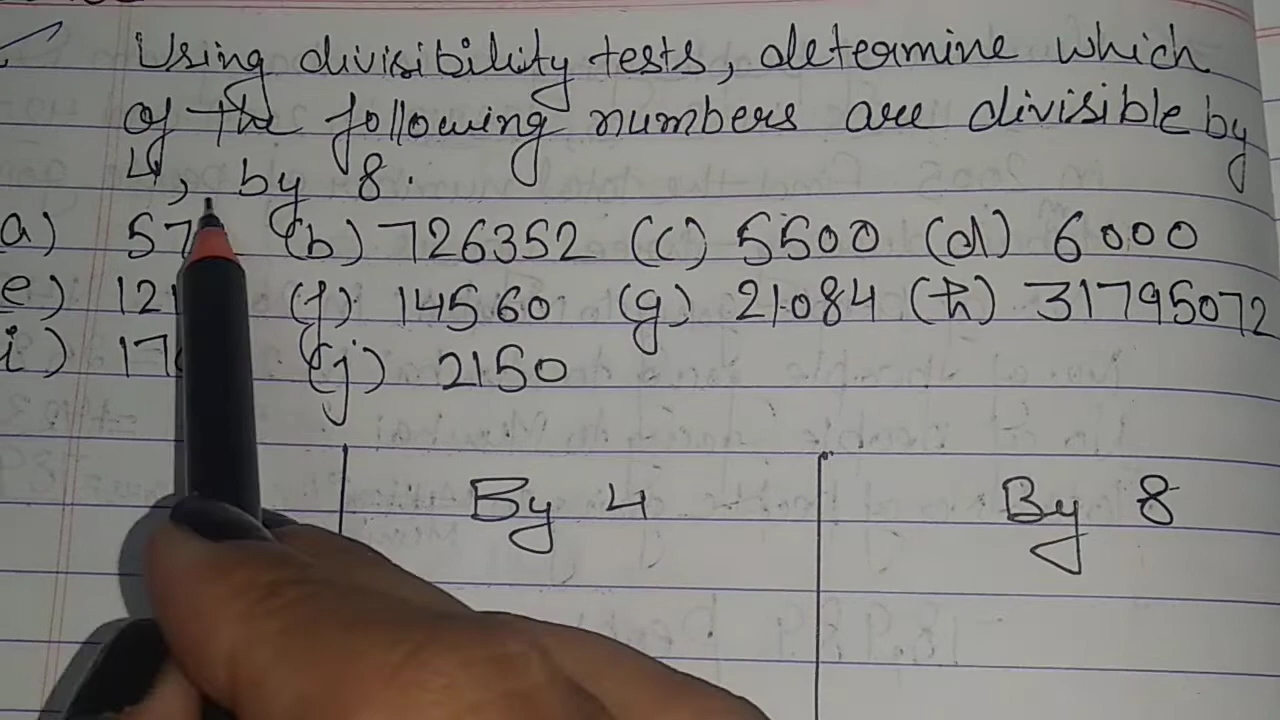 Using divisibility tests, determine which
of the following numbers are divisible by
4, by 8.
a) 57 (b) 726352 (c) 5500 (d) 6000
e) 121 (f) 14560 (g) 21084 (h) 31795072
i) 17 (j) 2150
By 4 By 8